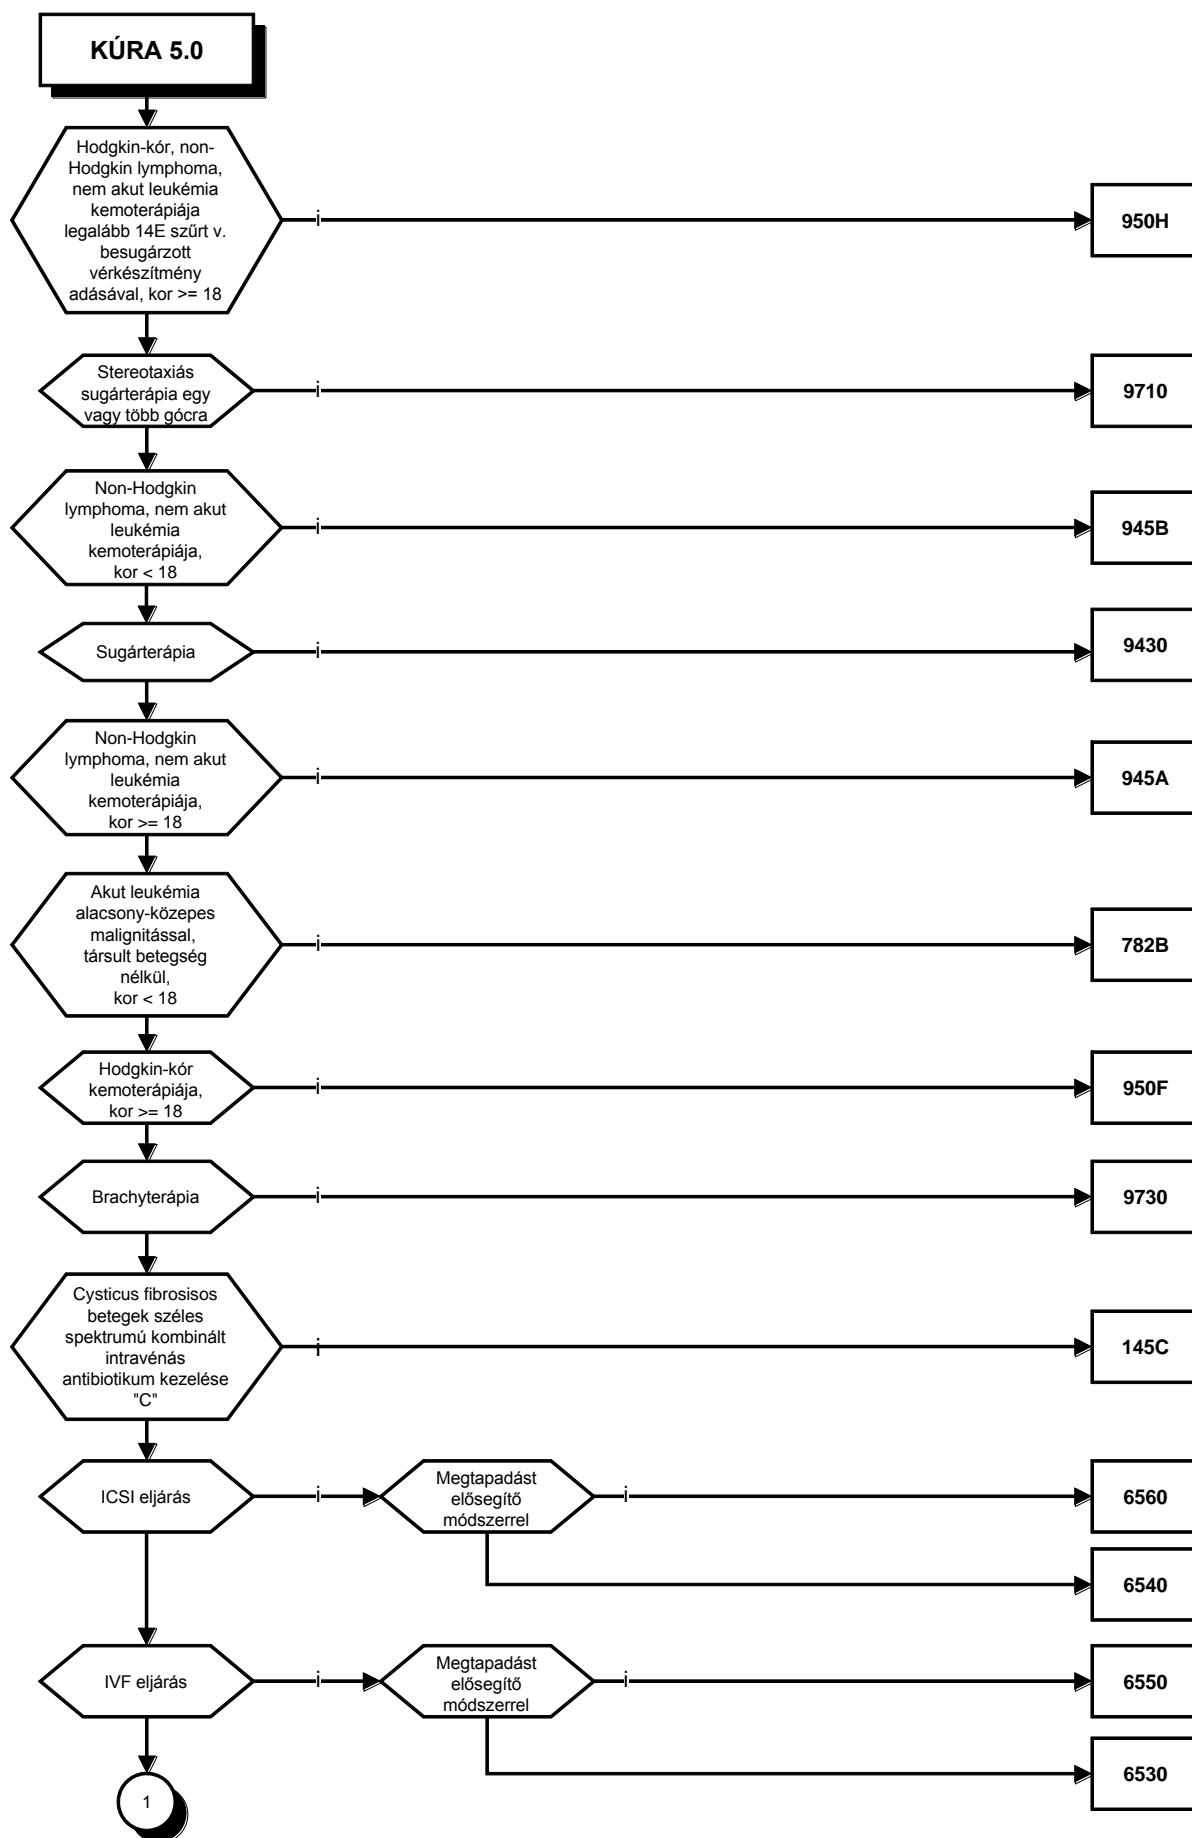 KÚRA 5.0
Hodgkin-kór, non-
Hodgkin lymphoma,
nem akut leukémia
kemoterápiája
legalább 14E szűrt v.
besugárzott
vérkészítmény
adásával, kor >= 18
i
950H
Stereotaxiás
sugárterápia egy
vagy több gócra
i
9710
Non-Hodgkin
lymphoma, nem akut
leukémia
kemoterápiája,
kor < 18
i
945B
Sugárterápia
i
9430
Non-Hodgkin
lymphoma, nem akut
leukémia
kemoterápiája,
kor >= 18
i
945A
Akut leukémia
alacsony-közepes
malignitással,
társult betegség
nélkül,
kor < 18
i
782B
Hodgkin-kór
kemoterápiája,
kor >= 18
i
950F
Brachyterápia
i
9730
Cysticus fibrosisos
betegek széles
spektrumú kombinált
intravénás
antibiotikum kezelése
"C"
i
145C
ICSI eljárás
i
Megtapadást
elősegítő
módszerrel
i
6560
6540
IVF eljárás
i
Megtapadást
elősegítő
módszerrel
i
6550
6530
1